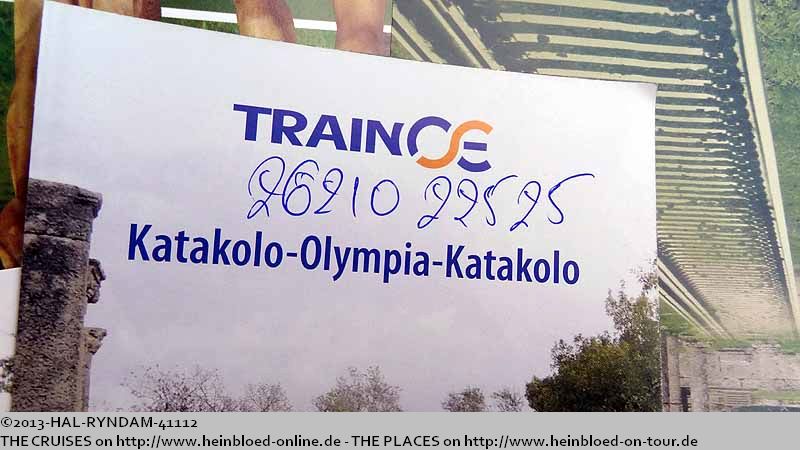 TRAINOSE
26210 22525
Katakolo-Olympia-Katakolo
©2013-HAL-RYNDAM-41112
THE CRUISES on http://www.heinbloed-online.de - THE PLACES on http://www.heinbloed-on-tour.de